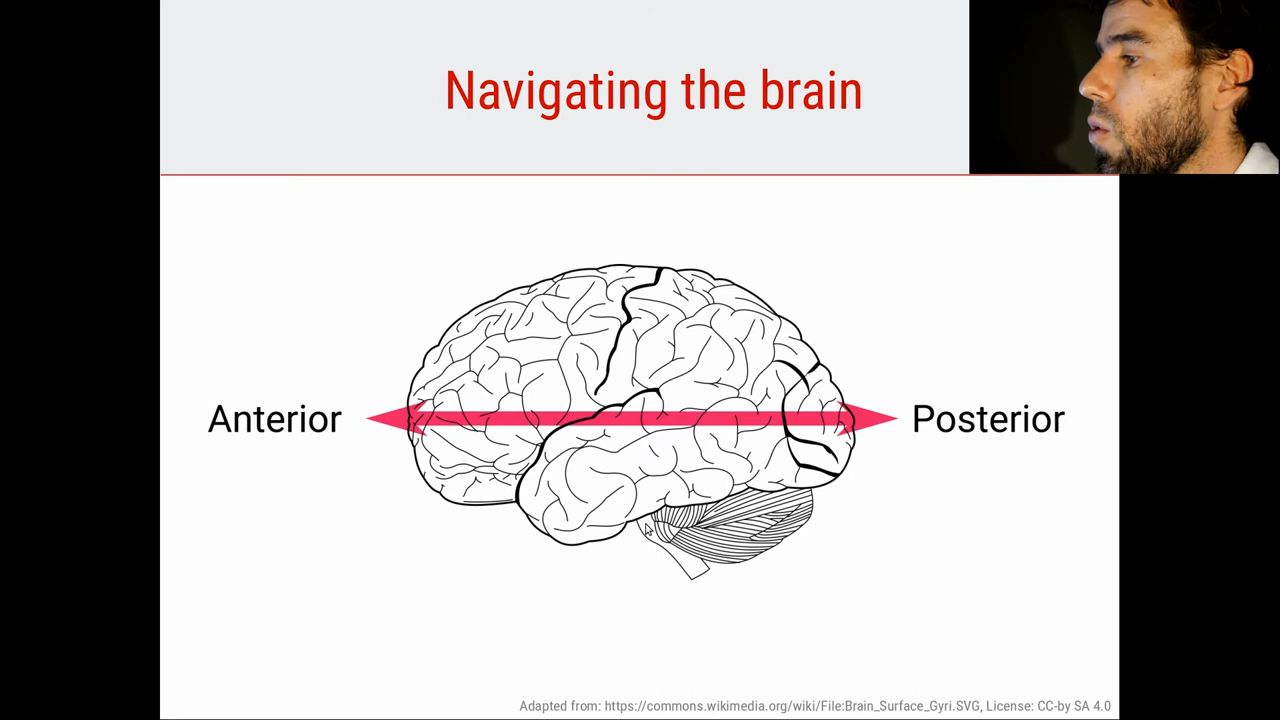 Navigating the brain
Anterior
Posterior
Adapted from: https://commons.wikimedia.org/wiki/File:Brain_Surface_Gyri.SVG, License: CC-by SA 4.0